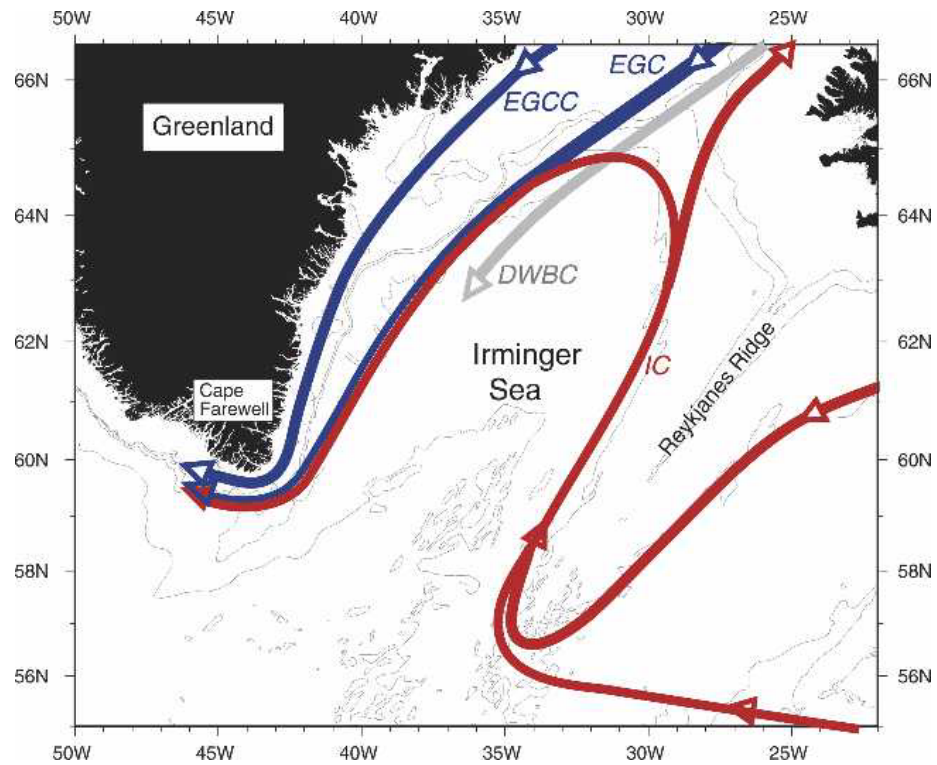 50W 45W 40W 35W 30W 25W
66N 66N
EGCC
EGC
Greenland
64N 64N
DWBC
62N 62N
Irminger
Sea
IC
Reykjanes Ridge
Cape
Farewell
60N 60N
58N 58N
56N 56N
50W 45W 40W 35W 30W 25W